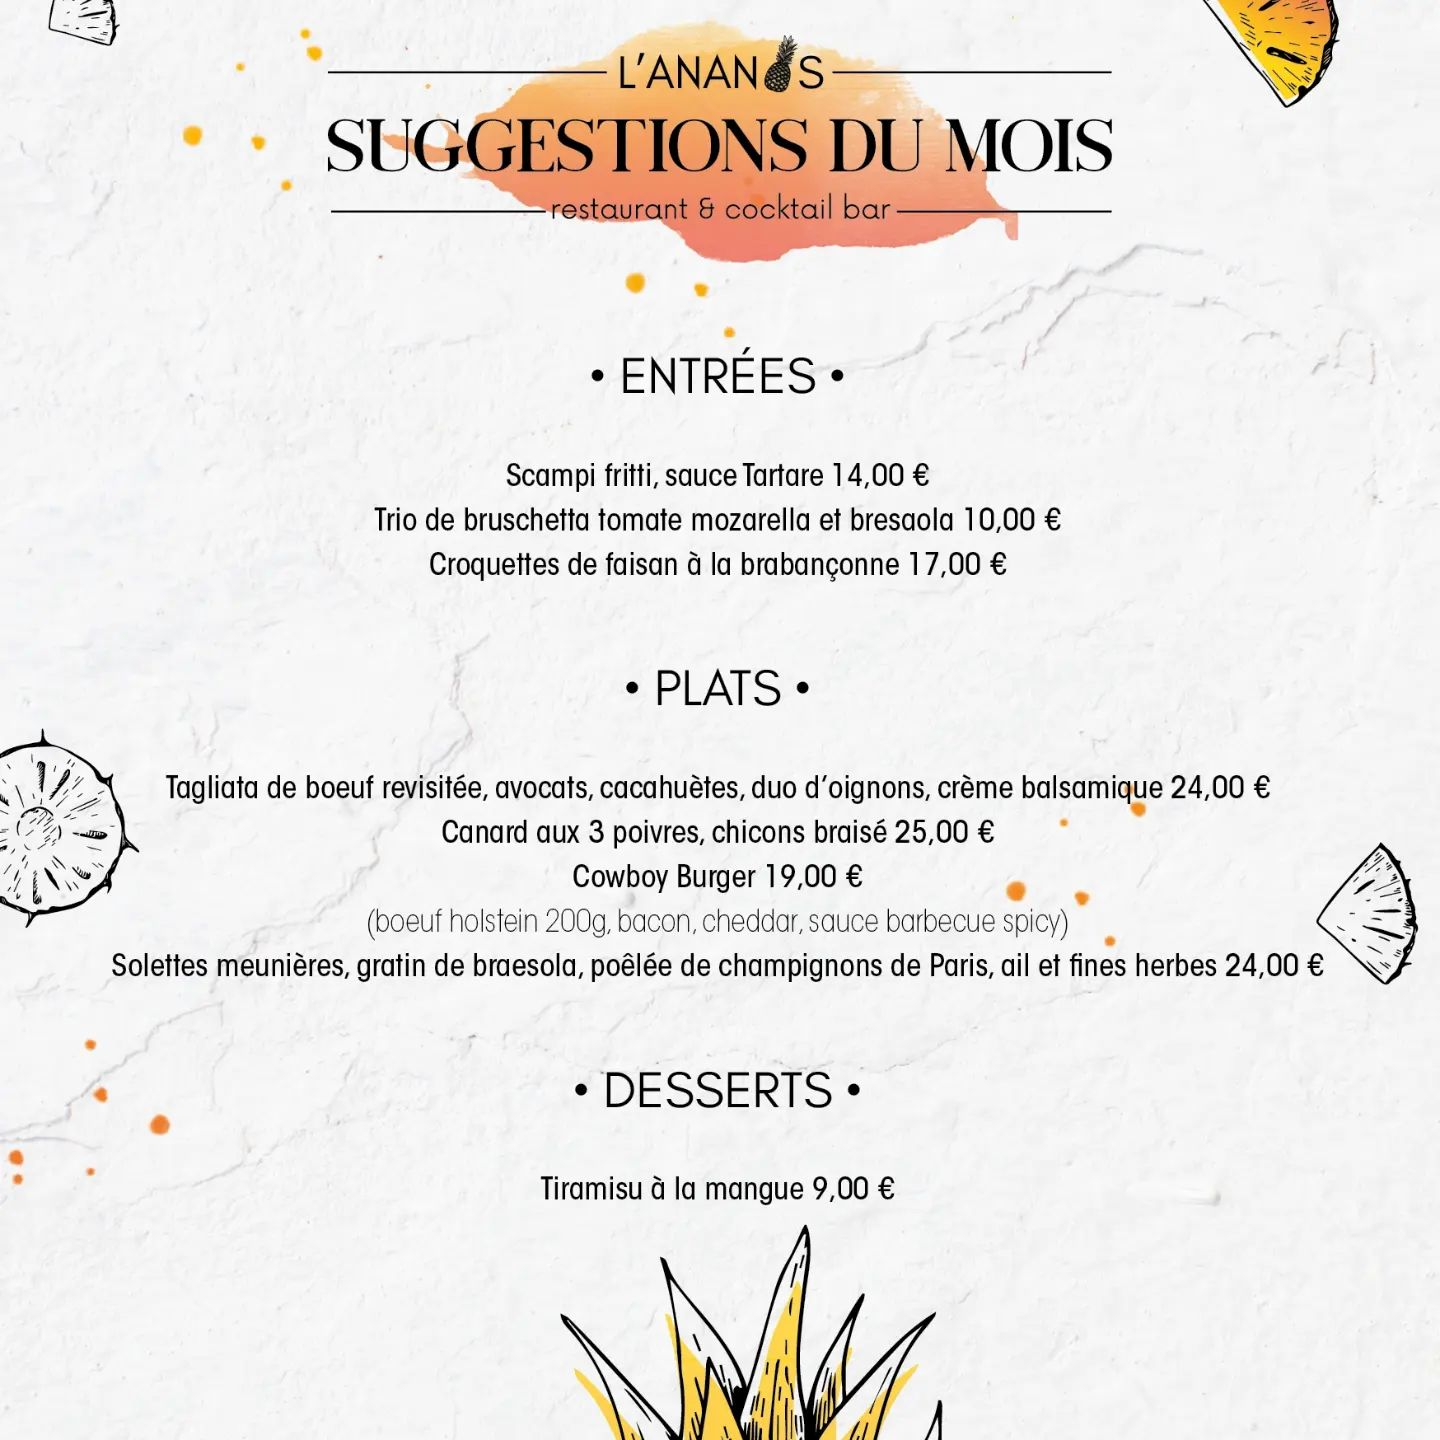 L'ANANAS
SUGGESTIONS DU MOIS
restaurant & cocktail bar
• ENTRÉES •
Scampi fritti, sauce Tartare 14,00 €
Trio de bruschetta tomate mozarella et bresaola 10,00 €
Croquettes de faisan à la brabançonne 17,00 €
• PLATS •
Tagliata de boeuf revisitée, avocats, cacahuètes, duo d'oignons, crème balsamique 24,00 €
Canard aux 3 poivres, chicons braisé 25,00 €
Cowboy Burger 19,00 €
(boeuf holstein 200g, bacon, cheddar, sauce barbecue spicy)
Solettes meunières, gratin de braesola, poêlée de champignons de Paris, ail et fines herbes 24,00 €
• DESSERTS •
Tiramisu à la mangue 9,00 €